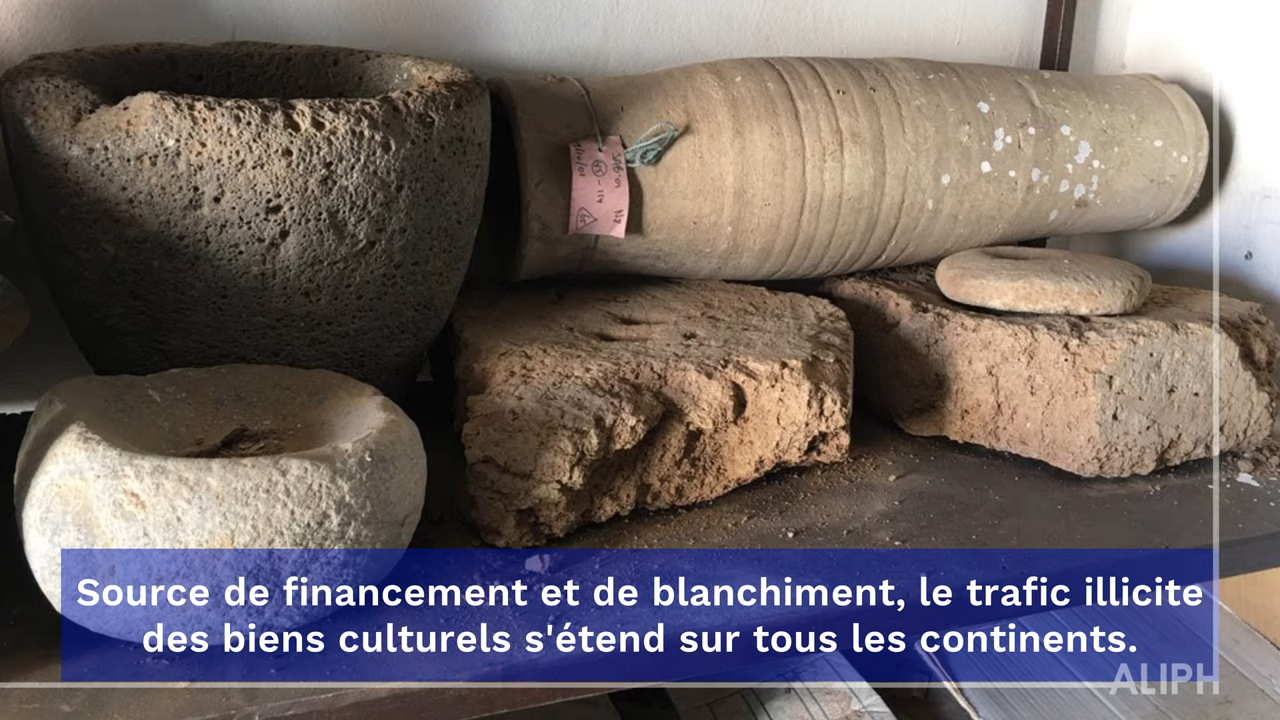 Source de financement et de blanchiment, le trafic illicite
des biens culturels s'étend sur tous les continents.
ALIPH